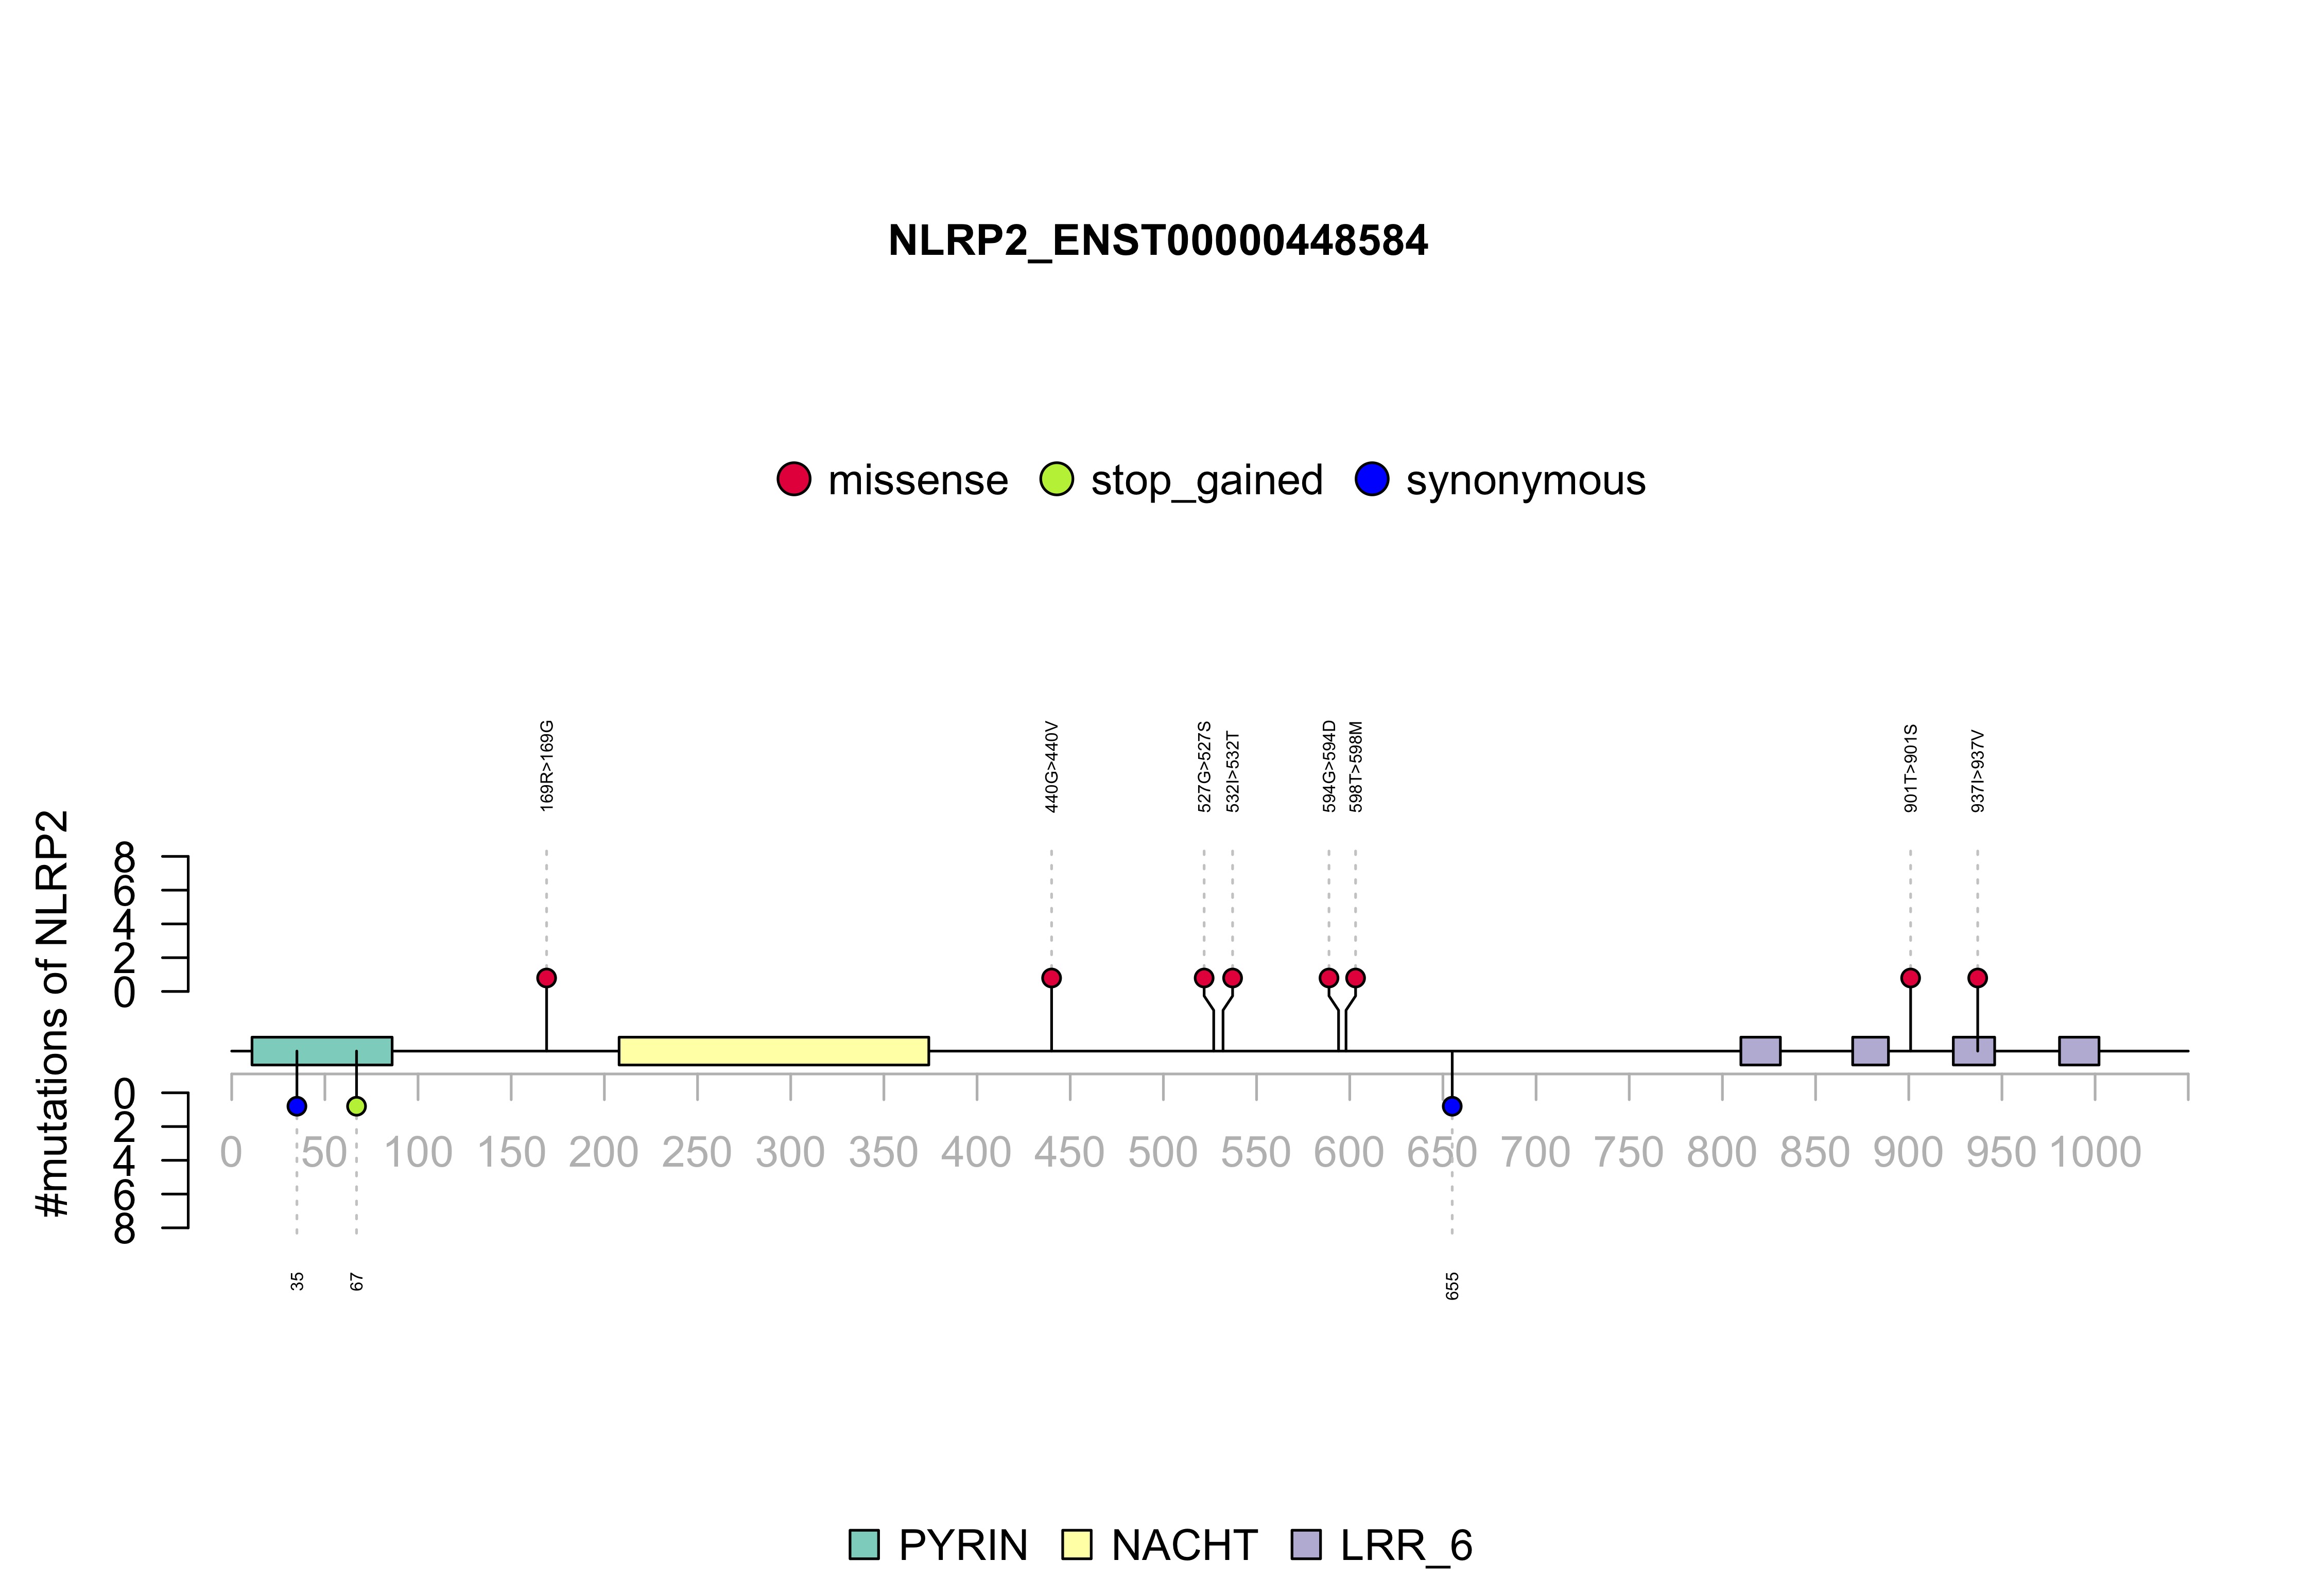 NLRP2_ENST00000448584
missense stop_gained synonymous
169R>169G 440G>440V 527G>527S 532I>532T 594G>594D 598T>598M 901T>901S 937I>937V
#mutations of NLRP2
8
6
4
2
0
0
2
4
6
8
0 50 100 150 200 250 300 350 400 450 500 550 600 650 700 750 800 850 900 950 1000
35 67 655
PYRIN NACHT LRR_6